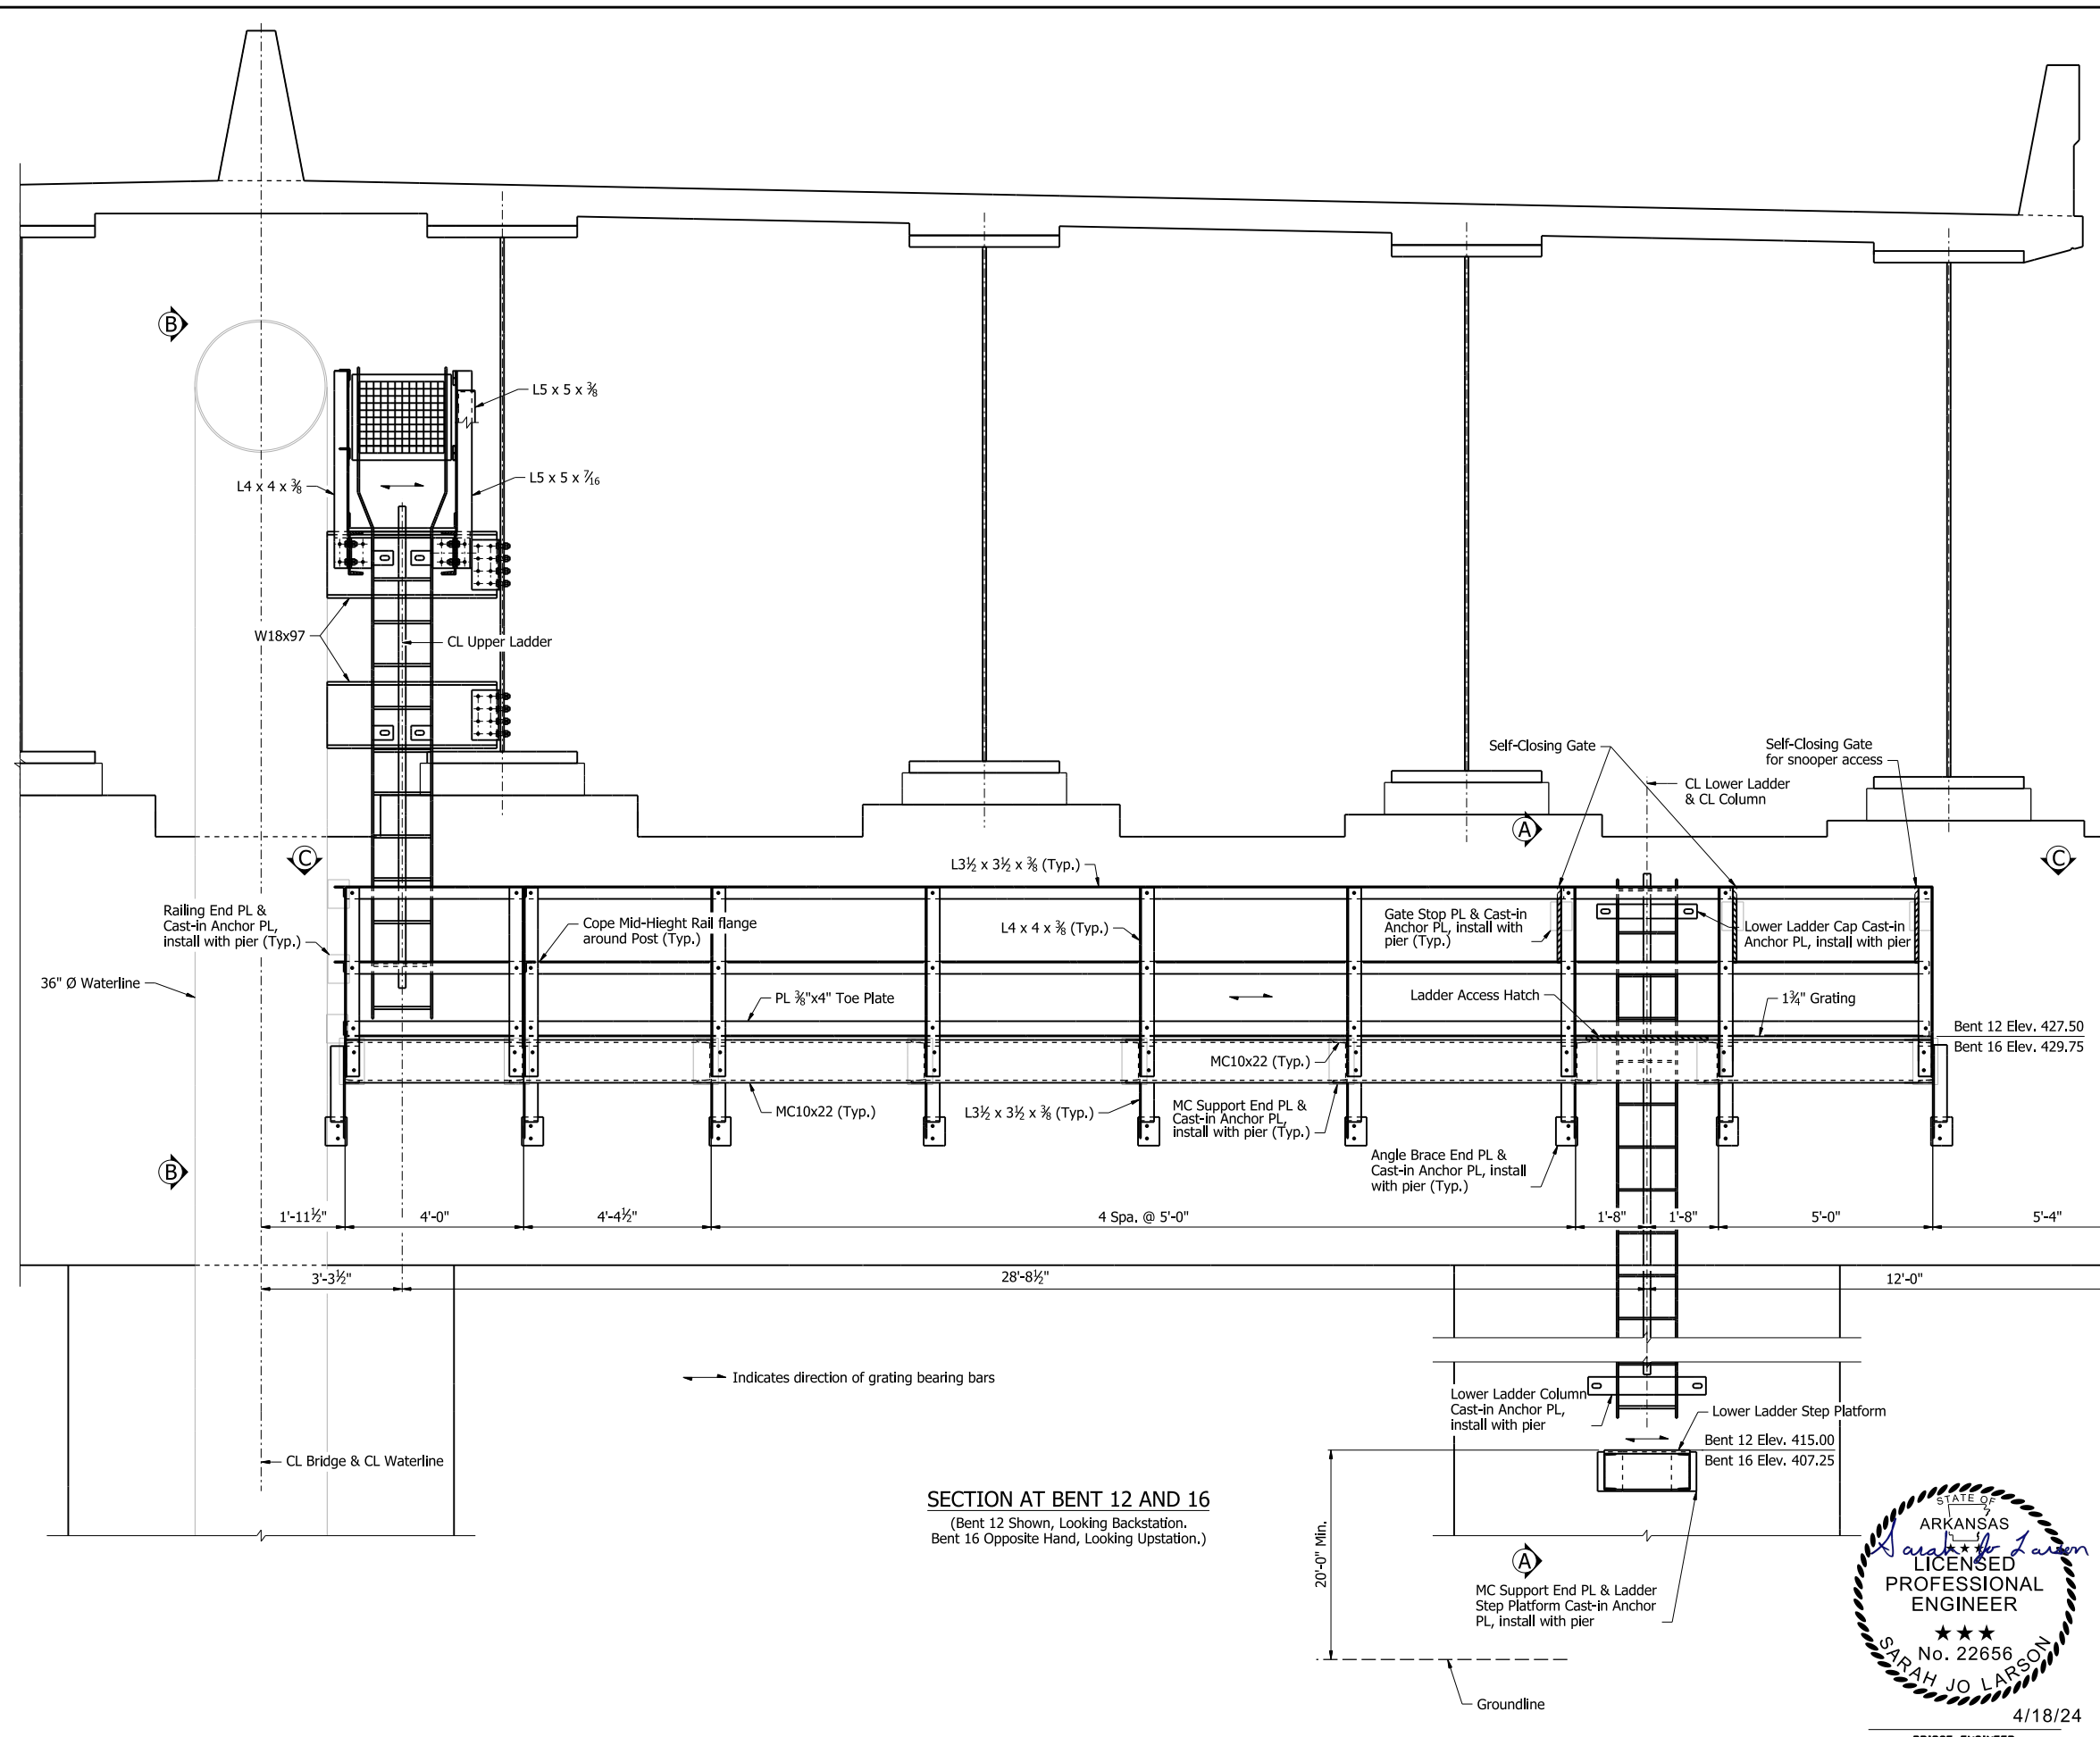 B
L5 x 5 x ⅜
L4 x 4 x ⅜
L5 x 5 x 7⁄16
W18x97
CL Upper Ladder
Self-Closing Gate
Self-Closing Gate
for snooper access
CL Lower Ladder
& CL Column
A
C
C
L3½ x 3½ x ⅜ (Typ.)
Railing End PL &
Cast-in Anchor PL,
install with pier (Typ.)
Cope Mid-Hieght Rail flange
around Post (Typ.)
L4 x 4 x ⅜ (Typ.)
Gate Stop PL & Cast-in
Anchor PL, install with
pier (Typ.)
Lower Ladder Cap Cast-in
Anchor PL, install with pier
36" Ø Waterline
PL ⅜"x4" Toe Plate
Ladder Access Hatch
1¾" Grating
Bent 12 Elev. 427.50
Bent 16 Elev. 429.75
MC10x22 (Typ.)
MC10x22 (Typ.)
L3½ x 3½ x ⅜ (Typ.)
MC Support End PL &
Cast-in Anchor PL,
install with pier (Typ.)
Angle Brace End PL &
Cast-in Anchor PL, install
with pier (Typ.)
B
1'-11½"
4'-0"
4'-4½"
4 Spa. @ 5'-0"
1'-8"
1'-8"
5'-0"
5'-4"
3'-3½"
28'-8½"
12'-0"
Indicates direction of grating bearing bars
Lower Ladder Column
Cast-in Anchor PL,
install with pier
Lower Ladder Step Platform
Bent 12 Elev. 415.00
Bent 16 Elev. 407.25
CL Bridge & CL Waterline
SECTION AT BENT 12 AND 16
(Bent 12 Shown, Looking Backstation.
Bent 16 Opposite Hand, Looking Upstation.)
20'-0" Min.
A
MC Support End PL & Ladder
Step Platform Cast-in Anchor
PL, install with pier
Groundline
STATE OF
ARKANSAS
Sarah Jo Larson
LICENSED
PROFESSIONAL
ENGINEER
★★★
No. 22656
SARAH JO LARSON
4/18/24